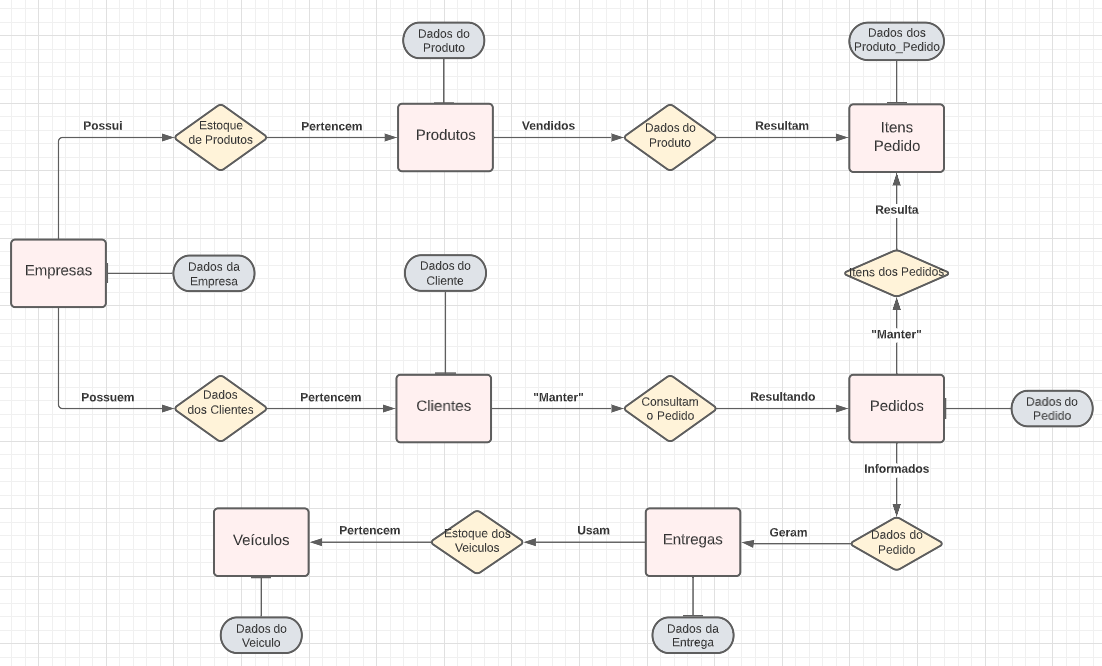 Dados do
Produto
Dados dos
Produto_Pedido
Possui
Estoque
de Produtos
Pertencem
Produtos
Vendidos
Dados do
Produto
Resultam
Itens
Pedido
Resulta
Empresas
Dados da
Empresa
Dados do
Cliente
Itens dos Pedidos
"Manter"
Possuem
Dados
dos Clientes
Pertencem
Clientes
"Manter"
Consultam
o Pedido
Resultando
Pedidos
Dados do
Pedido
Informados
Veículos
Pertencem
Estoque dos
Veiculos
Usam
Entregas
Geram
Dados do
Pedido
Dados do
Veiculo
Dados da
Entrega